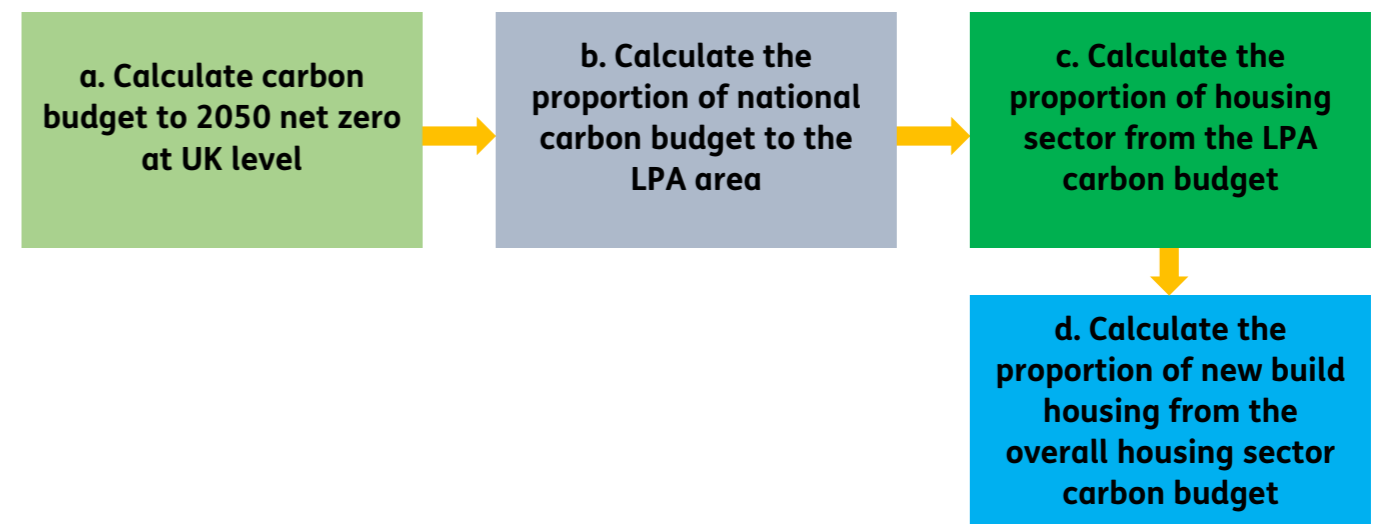 a. Calculate carbon
budget to 2050 net zero
at UK level
b. Calculate the
proportion of national
carbon budget to the
LPA area
c. Calculate the
proportion of housing
sector from the LPA
carbon budget
d. Calculate the
proportion of new build
housing from the
overall housing sector
carbon budget